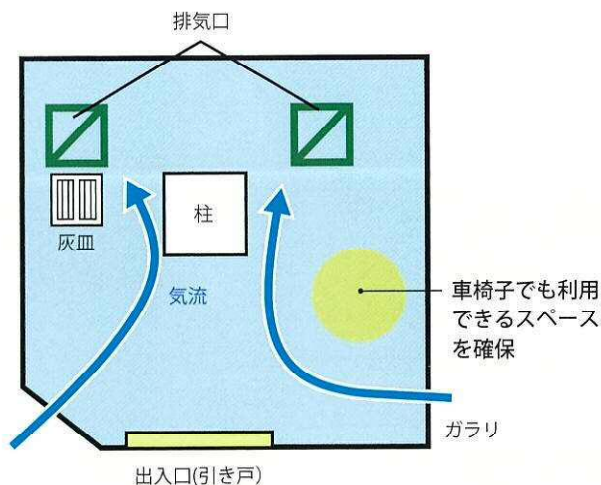 排気口
柱
灰皿
気流
車椅子でも利用
できるスペース
を確保
ガラリ
出入口(引き戸)